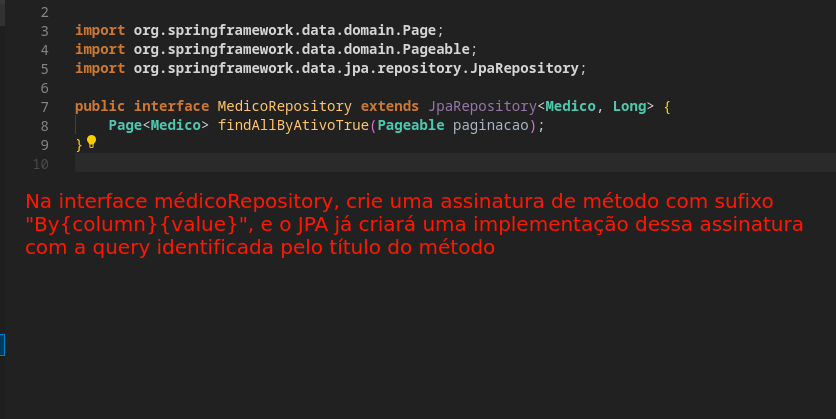 2
3 import org.springframework.data.domain.Page;
4 import org.springframework.data.domain.Pageable;
5 import org.springframework.data.jpa.repository.JpaRepository;
6
7 public interface MedicoRepository extends JpaRepository<Medico, Long> {
8 Page<Medico> findAllByAtivoTrue(Pageable paginacao);
9 }
10
Na interface médicoRepository, crie uma assinatura de método com sufixo
"By{column}{value}", e o JPA já criará uma implementação dessa assinatura
com a query identificada pelo título do método